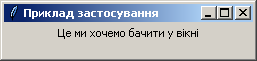 Приклад застосування
Це ми хочемо бачити у вікні